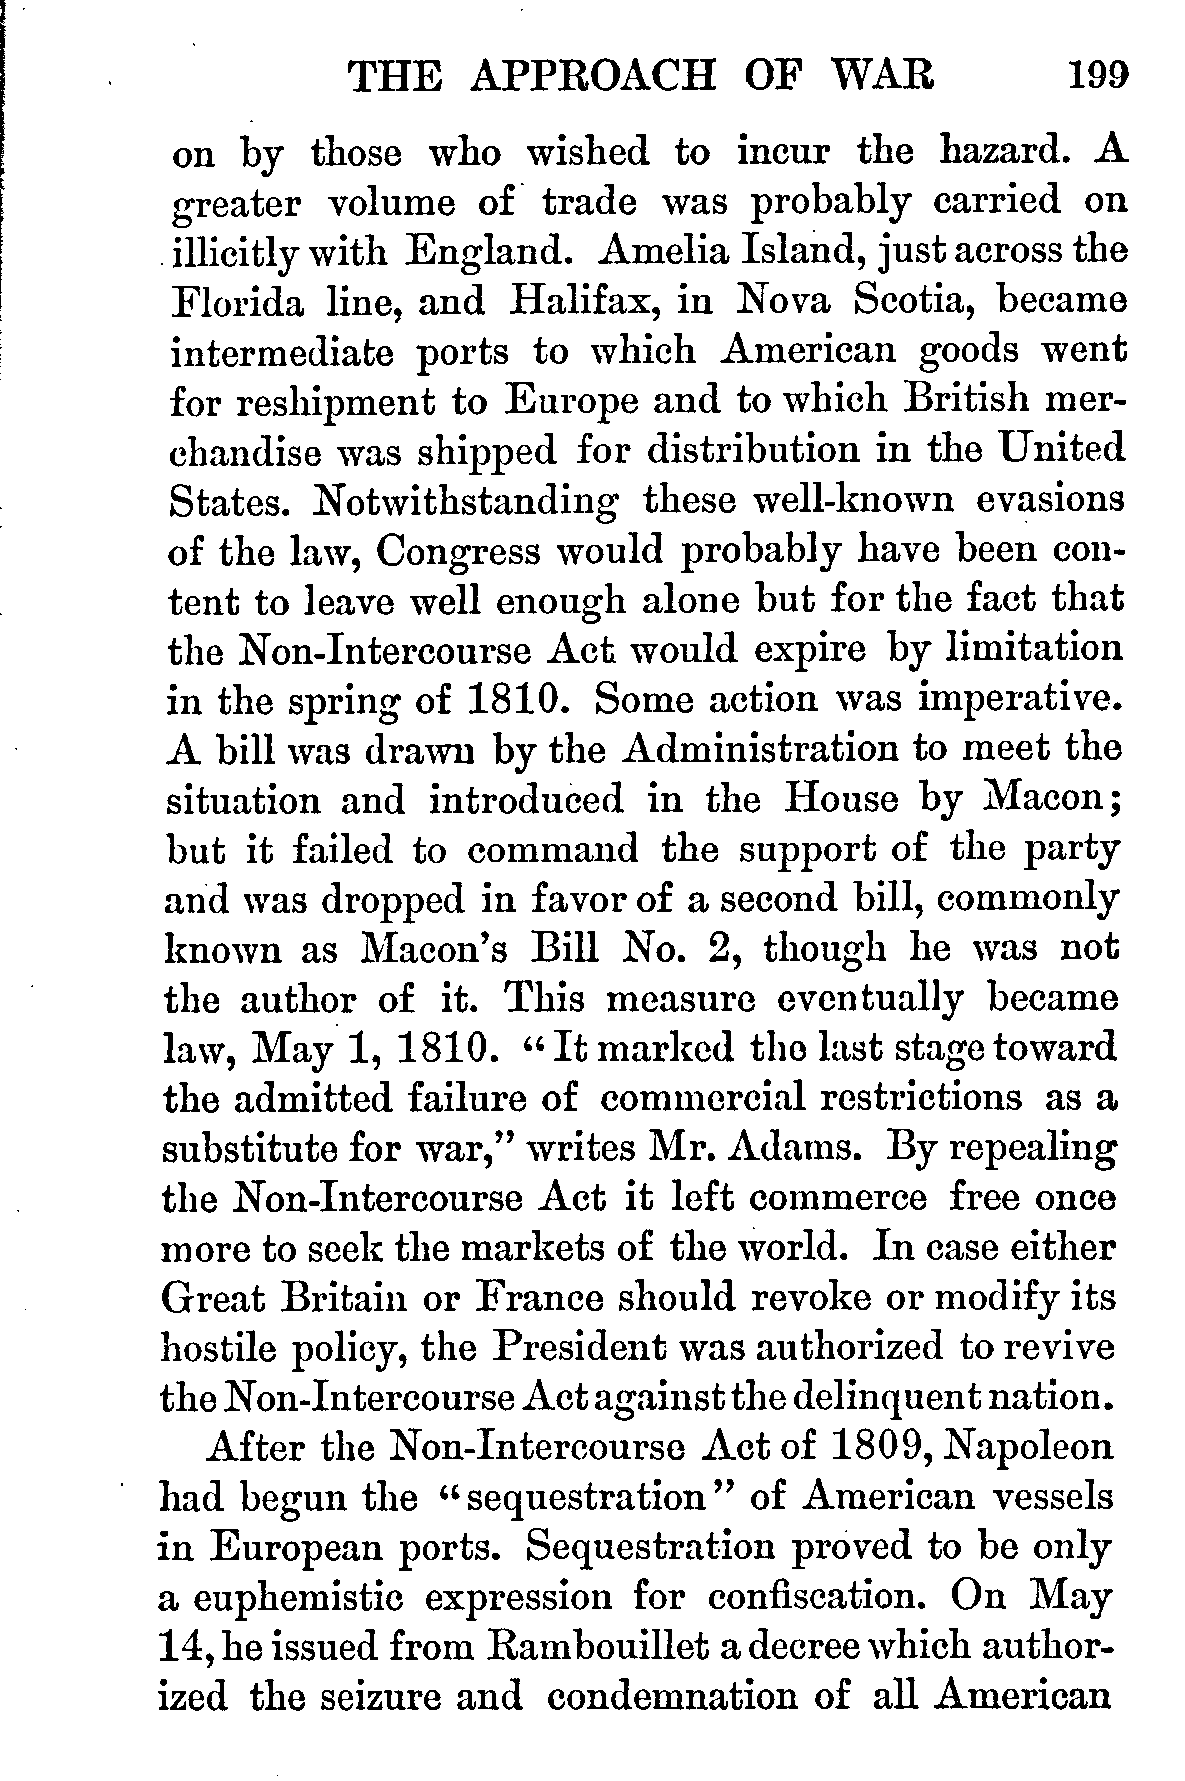 THE APPROACH OF WAR 199
on by those who wished to incur the hazard. A
greater volume of trade was probably carried on
illicitly with England. Amelia Island, just across the
Florida line, and Halifax, in Nova Scotia, became
intermediate ports to which American goods went
for reshipment to Europe and to which British mer-
chandise was shipped for distribution in the United
States. Notwithstanding these well-known evasions
of the law, Congress would probably have been con-
tent to leave well enough alone but for the fact that
the Non-Intercourse Act would expire by limitation
in the spring of 1810. Some action was imperative.
A bill was drawn by the Administration to meet the
situation and introduced in the House by Macon;
but it failed to command the support of the party
and was dropped in favor of a second bill, commonly
known as Macon's Bill No. 2, though he was not
the author of it. This measure eventually became
law, May 1, 1810. "It marked the last stage toward
the admitted failure of commercial restrictions as a
substitute for war," writes Mr. Adams. By repealing
the Non-Intercourse Act it left commerce free once
more to seek the markets of the world. In case either
Great Britain or France should revoke or modify its
hostile policy, the President was authorized to revive
the Non-Intercourse Act against the delinquent nation.
After the Non-Intercourse Act of 1809, Napoleon
had begun the "sequestration" of American vessels
in European ports. Sequestration proved to be only
a euphemistic expression for confiscation. On May
14, he issued from Rambouillet a decree which author-
ized the seizure and condemnation of all American